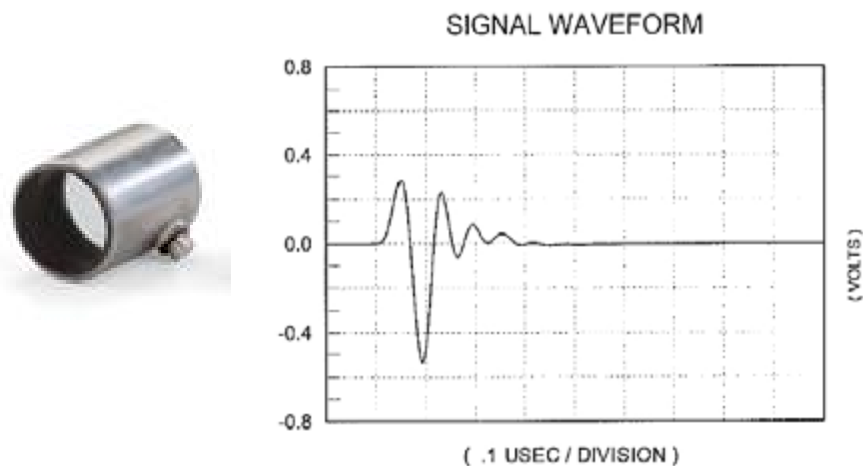 SIGNAL WAVEFORM
0.8
0.4
0.0
-0.4
-0.8
(VOLTS)
( .1 USEC / DIVISION )